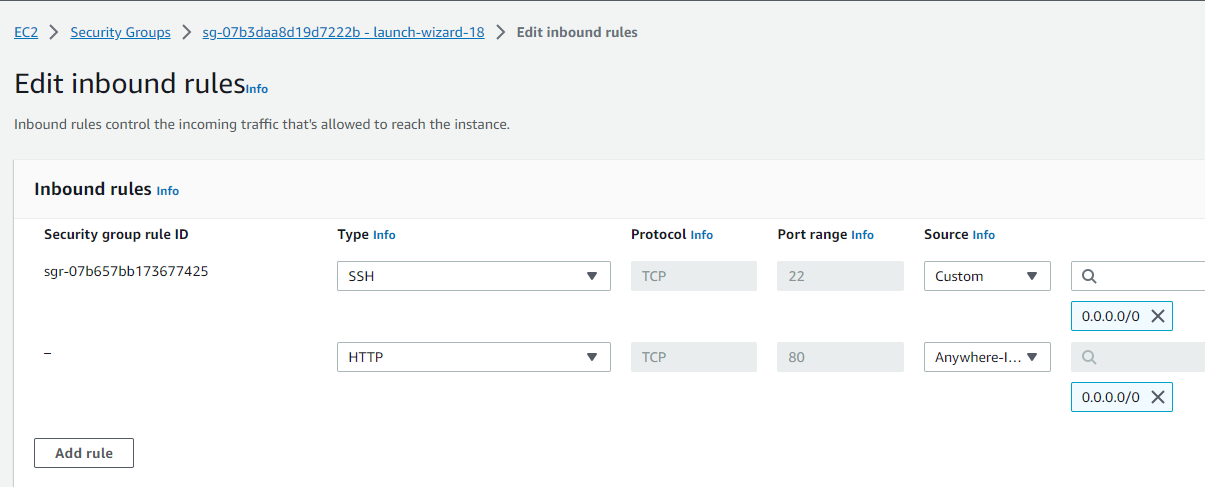 EC2 > Security Groups > sg-07b3daa8d19d7222b - launch-wizard-18 > Edit inbound rules
Edit inbound rules Info
Inbound rules control the incoming traffic that's allowed to reach the instance.
Inbound rules Info
Security group rule ID Type Info Protocol Info Port range Info Source Info
sgr-07b657bb173677425 SSH TCP 22 Custom
0.0.0.0/0
– HTTP TCP 80 Anywhere-I...
0.0.0.0/0
Add rule